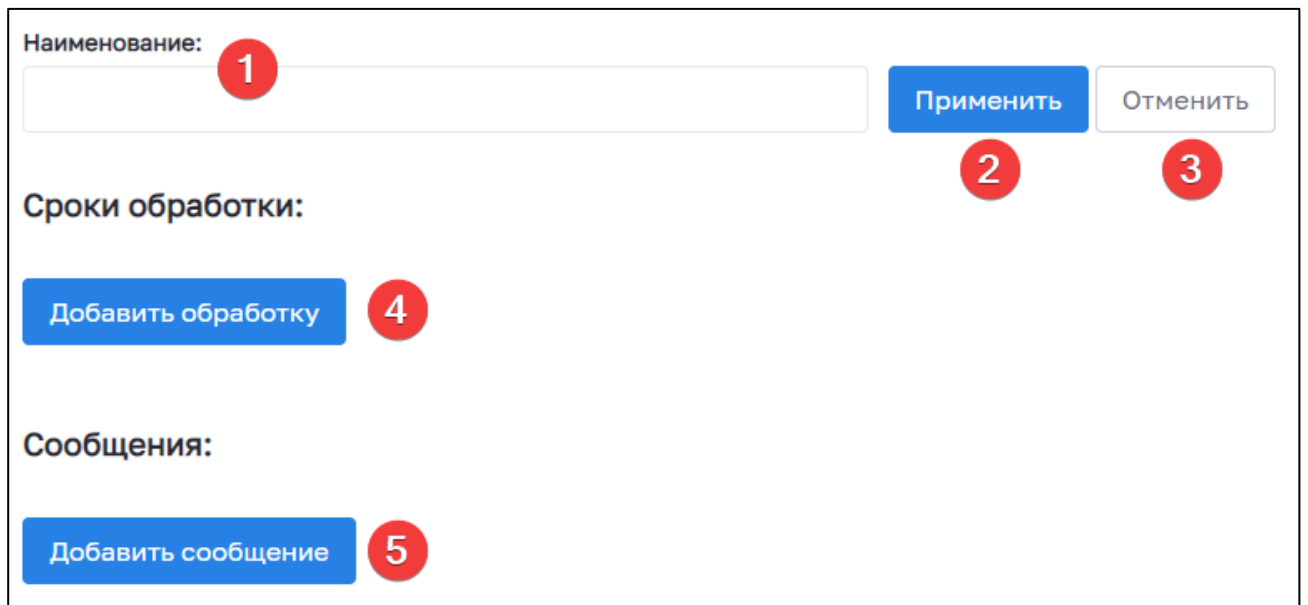 Наименование:
1
Применить
Отменить
2
3
Сроки обработки:
Добавить обработку
4
Сообщения:
Добавить сообщение
5